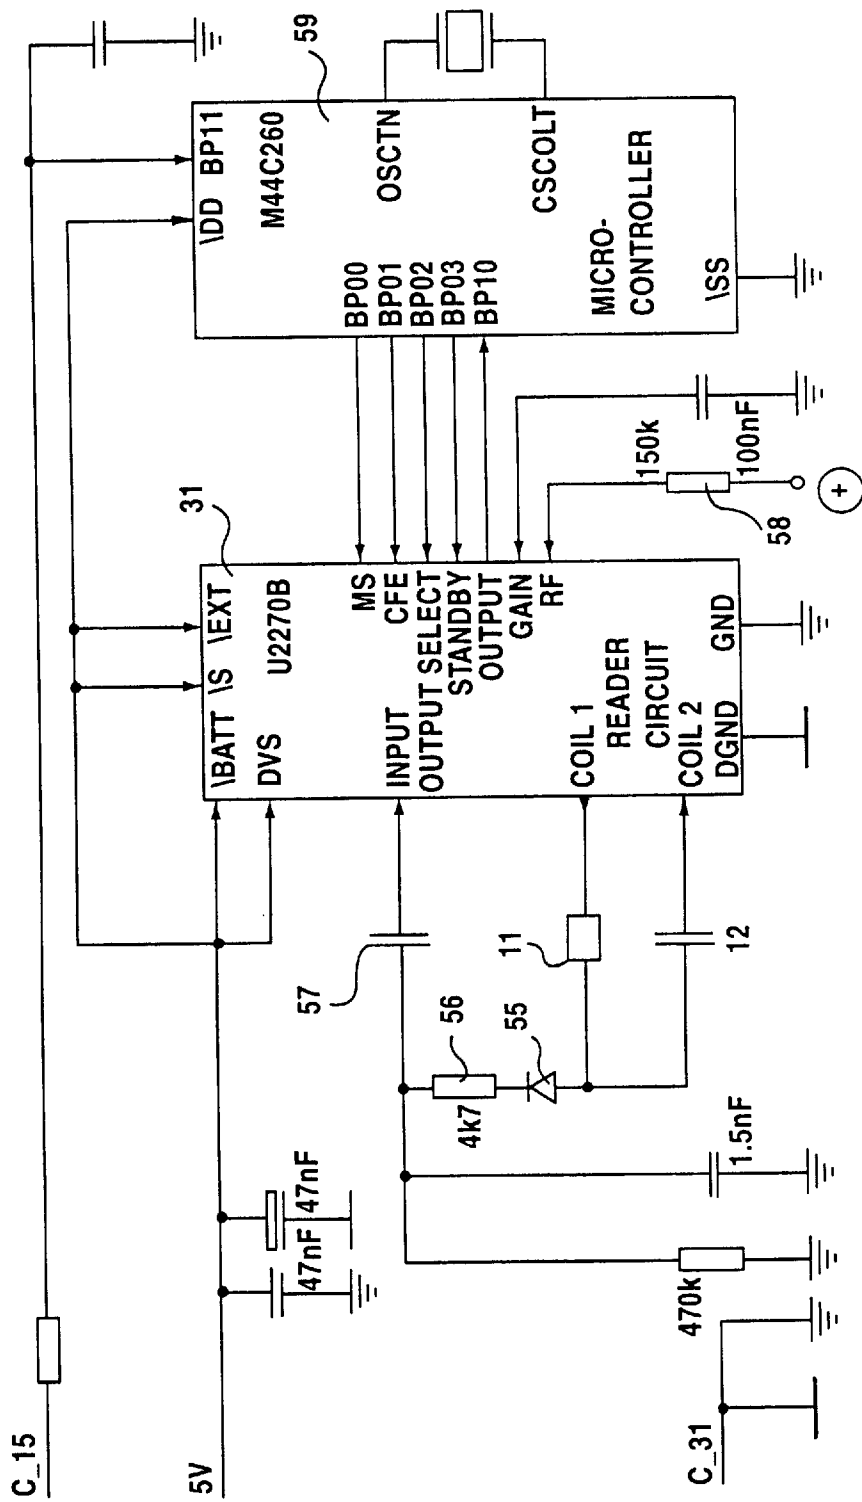 C_15
5V
47nF
47nF
C_31
470k
1.5nF
4k7
56
55
57
11
12
31
\BATT \S \EXT
DVS
U2270B
INPUT
MS
CFE
OUTPUT SELECT
STANDBY
OUTPUT
GAIN
RF
COIL 1
READER
CIRCUIT
COIL 2
DGND
GND
150k
100nF
58
+
59
\DD BP11
M44C260
BP00
BP01
BP02
BP03
BP10
OSCTN
CSCOLT
MICRO-
CONTROLLER
\SS